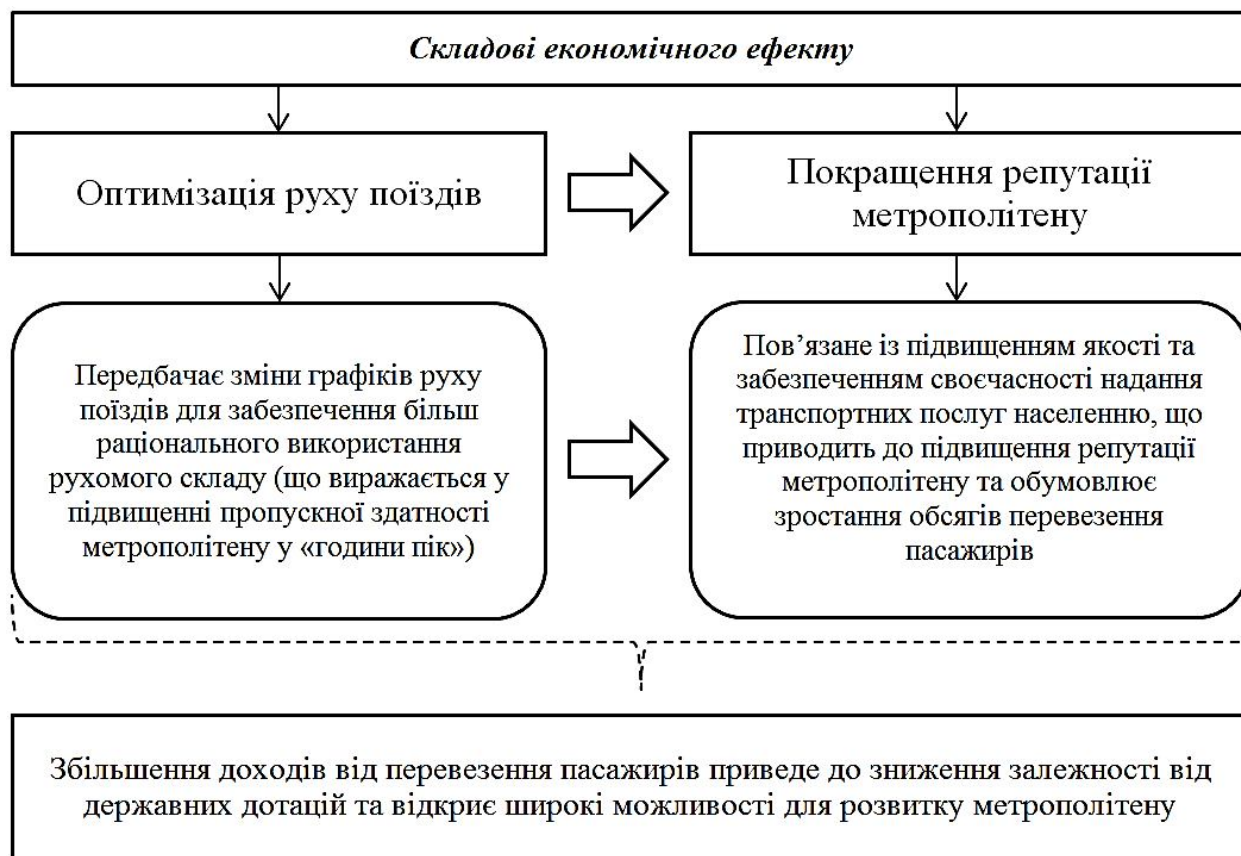 Складові економічного ефекту
Оптимізація руху поїздів
Покращення репутації
метрополітену
Передбачає зміни графіків руху
поїздів для забезпечення більш
раціонального використання
рухомого складу (що виражається у
підвищенні пропускної здатності
метрополітену у «години пік»)
Пов’язане із підвищенням якості та
забезпеченням своєчасності надання
транспортних послуг населенню, що
приводить до підвищення репутації
метрополітену та обумовлює
зростання обсягів перевезення
пасажирів
Збільшення доходів від перевезення пасажирів приведе до зниження залежності від
державних дотацій та відкриє широкі можливості для розвитку метрополітену